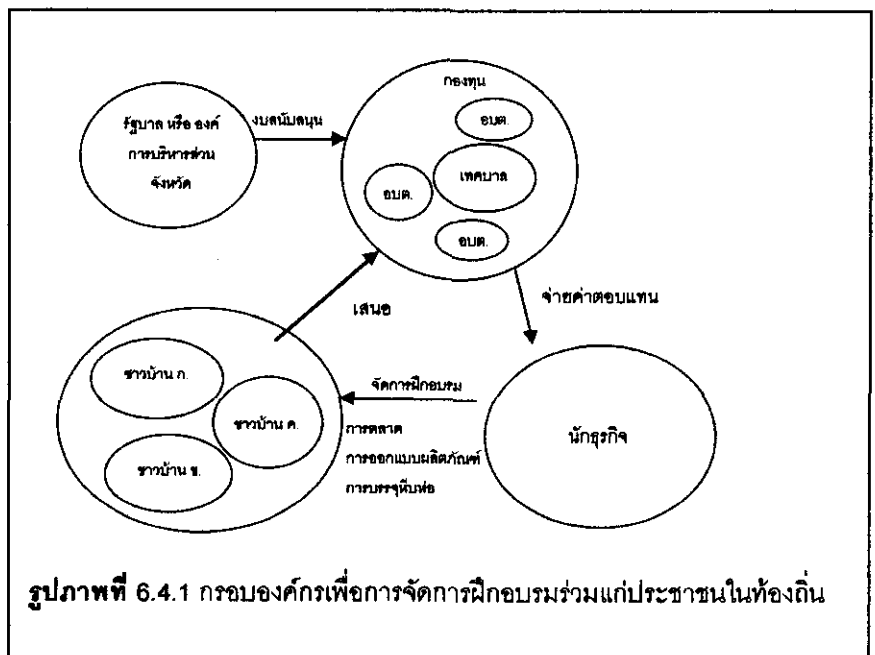 กองทุน
รัฐบาล หรือ องค์
การบริหารส่วน
จังหวัด
งบสนับสนุน
อบต.
เทศบาล
อบต.
อบต.
เสนอ
จ่ายค่าตอบแทน
ชาวบ้าน ก.
ชาวบ้าน ค.
ชาวบ้าน ข.
จัดการฝึกอบรม
การตลาด
การออกแบบผลิตภัณฑ์
การบรรจุหีบห่อ
นักธุรกิจ
รูปภาพที่ 6.4.1 กรอบองค์กรเพื่อการจัดการฝึกอบรมร่วมแก่ประชาชนในท้องถิ่น